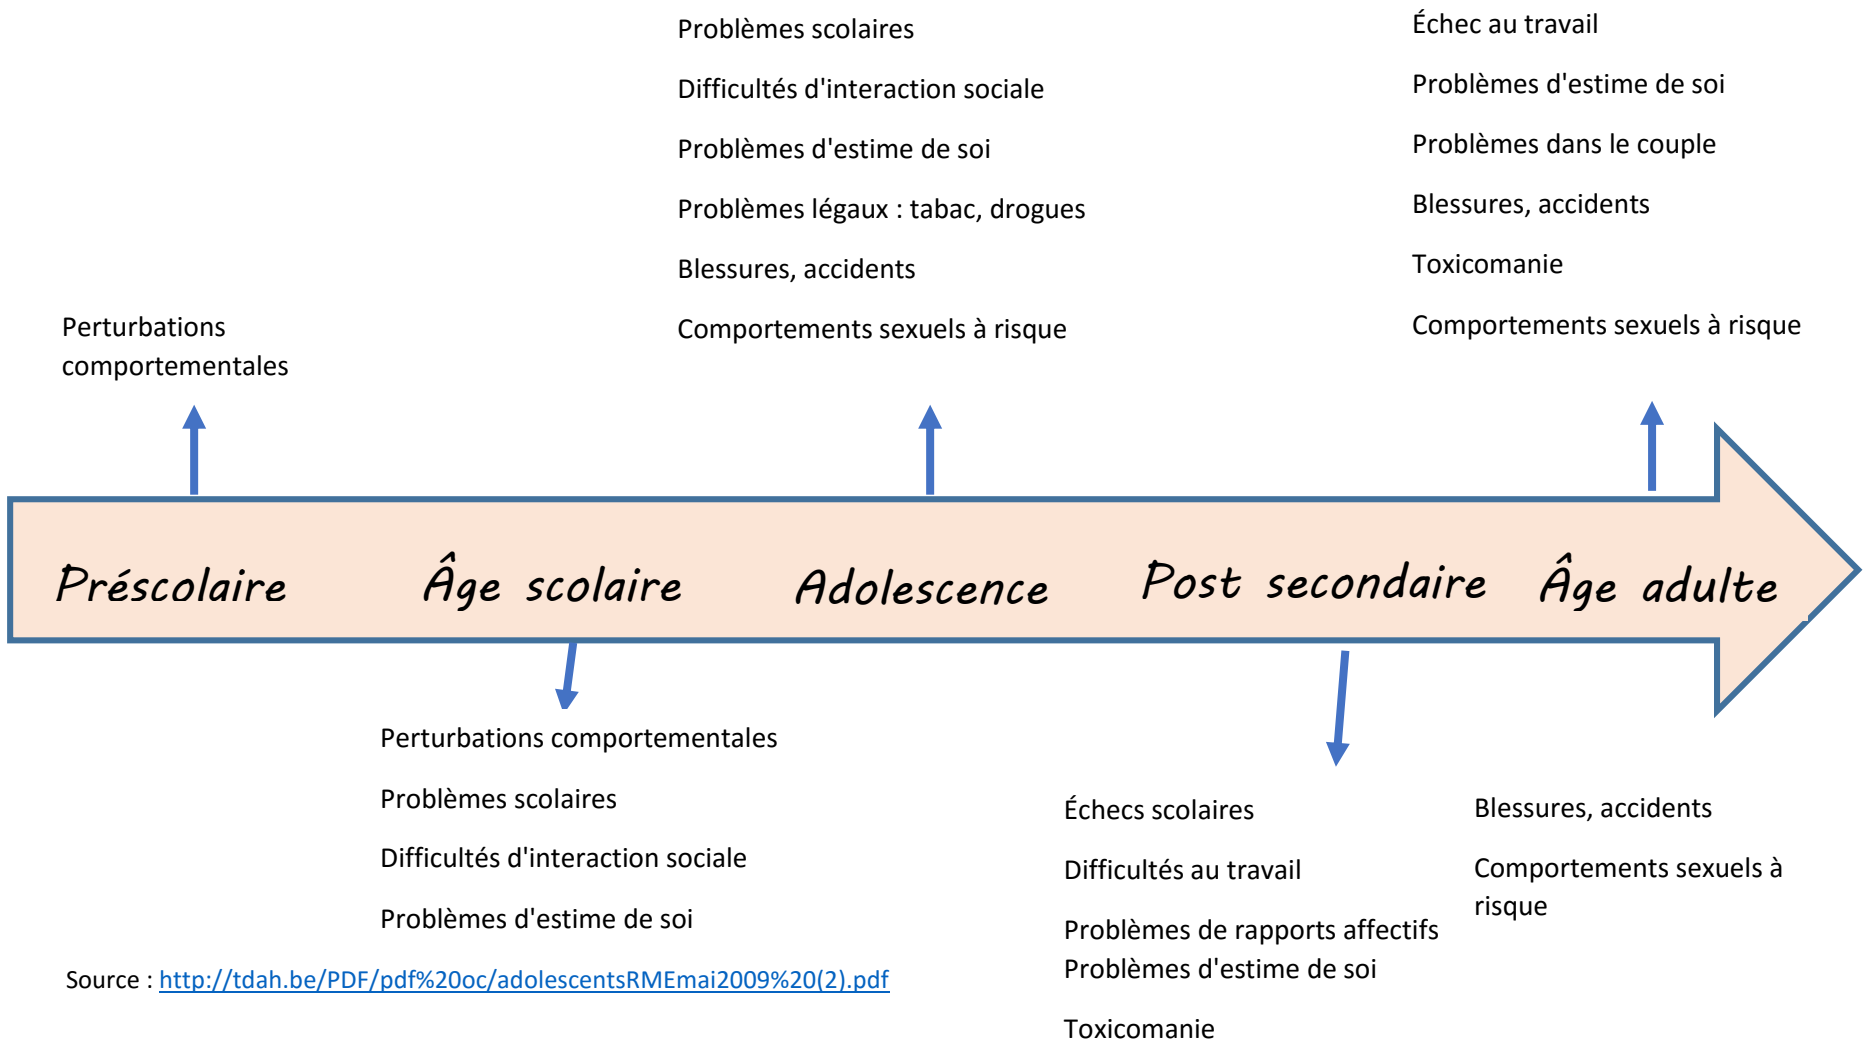 Problèmes scolaires
Difficultés d'interaction sociale
Problèmes d'estime de soi
Problèmes légaux : tabac, drogues
Blessures, accidents
Comportements sexuels à risque
Échec au travail
Problèmes d'estime de soi
Problèmes dans le couple
Blessures, accidents
Toxicomanie
Comportements sexuels à risque
Perturbations
comportementales
Préscolaire
Âge scolaire
Adolescence
Post secondaire
Âge adulte
Perturbations comportementales
Problèmes scolaires
Difficultés d'interaction sociale
Problèmes d'estime de soi
Échecs scolaires
Difficultés au travail
Problèmes de rapports affectifs
Problèmes d'estime de soi
Toxicomanie
Blessures, accidents
Comportements sexuels à
risque
Source : http://tdah.be/PDF/pdf%20oc/adolescentsRMEmai2009%20(2).pdf